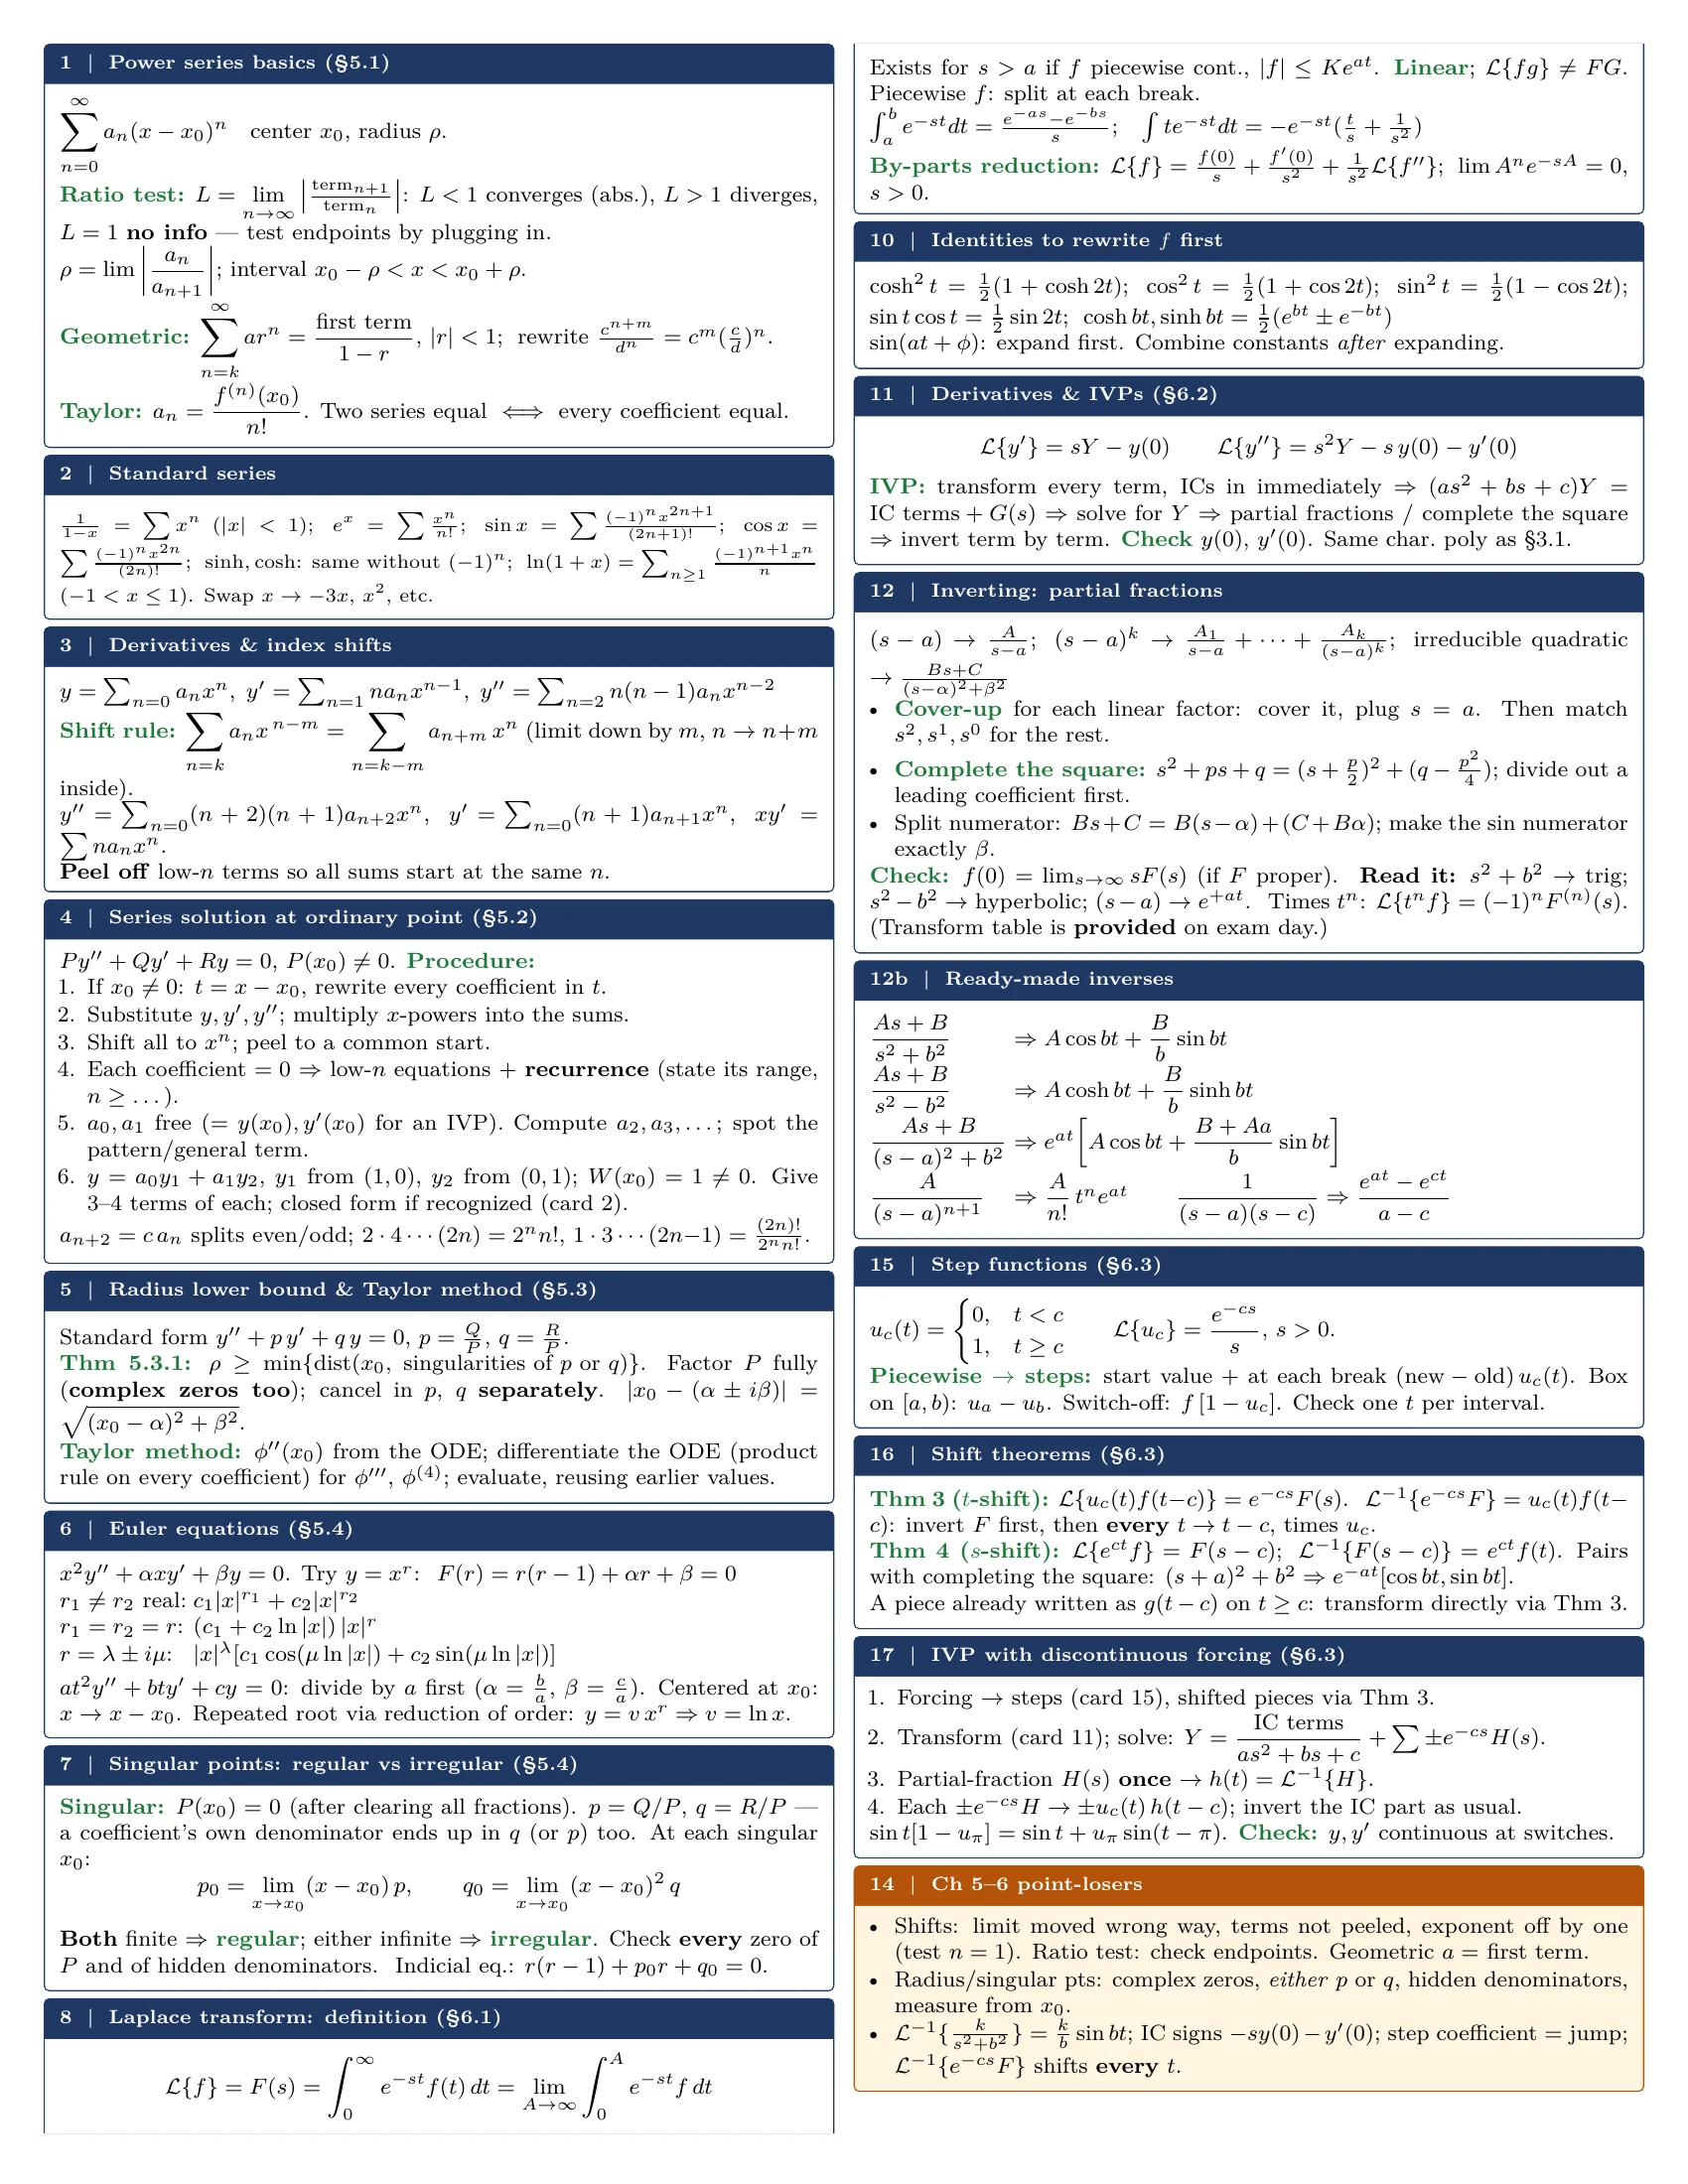 1 | Power series basics (§5.1)
∑_{n=0}^{∞} a_n(x − x_0)^n   center x_0, radius ρ.
Ratio test: L = lim_{n→∞} |term_{n+1}/term_n|: L < 1 converges (abs.), L > 1 diverges,
L = 1 no info — test endpoints by plugging in.
ρ = lim |a_n/a_{n+1}|; interval x_0 − ρ < x < x_0 + ρ.
Geometric: ∑_{n=k}^{∞} ar^n = first term/(1 − r), |r| < 1; rewrite c^{n+m}/d^n = c^m(c/d)^n.
Taylor: a_n = f^{(n)}(x_0)/n!. Two series equal ⟺ every coefficient equal.
2 | Standard series
1/(1−x) = ∑ x^n (|x| < 1); e^x = ∑ x^n/n!; sin x = ∑ (−1)^n x^{2n+1}/(2n+1)!; cos x =
∑ (−1)^n x^{2n}/(2n)!; sinh, cosh: same without (−1)^n; ln(1 + x) = ∑_{n≥1} (−1)^{n+1}x^n/n
(−1 < x ≤ 1). Swap x → −3x, x^2, etc.
3 | Derivatives & index shifts
y = ∑_{n=0} a_n x^n, y′ = ∑_{n=1} na_n x^{n−1}, y′′ = ∑_{n=2} n(n − 1)a_n x^{n−2}
Shift rule: ∑_{n=k} a_n x^{n−m} = ∑_{n=k−m} a_{n+m} x^n (limit down by m, n → n+m
inside).
y′′ = ∑_{n=0}(n + 2)(n + 1)a_{n+2}x^n, y′ = ∑_{n=0}(n + 1)a_{n+1}x^n, xy′ =
∑ na_n x^n.
Peel off low-n terms so all sums start at the same n.
4 | Series solution at ordinary point (§5.2)
Py′′ + Qy′ + Ry = 0, P(x_0) ≠ 0. Procedure:
1. If x_0 ≠ 0: t = x − x_0, rewrite every coefficient in t.
2. Substitute y, y′, y′′; multiply x-powers into the sums.
3. Shift all to x^n; peel to a common start.
4. Each coefficient = 0 ⇒ low-n equations + recurrence (state its range,
n ≥ …).
5. a_0, a_1 free (= y(x_0), y′(x_0) for an IVP). Compute a_2, a_3, …; spot the
pattern/general term.
6. y = a_0y_1 + a_1y_2, y_1 from (1, 0), y_2 from (0, 1); W(x_0) = 1 ≠ 0. Give
3–4 terms of each; closed form if recognized (card 2).
a_{n+2} = c a_n splits even/odd; 2 · 4 ⋯ (2n) = 2^n n!, 1 · 3 ⋯ (2n−1) = (2n)!/(2^n n!).
5 | Radius lower bound & Taylor method (§5.3)
Standard form y′′ + p y′ + q y = 0, p = Q/P, q = R/P.
Thm 5.3.1: ρ ≥ min{dist(x_0, singularities of p or q)}. Factor P fully
(complex zeros too); cancel in p, q separately. |x_0 − (α ± iβ)| =
√((x_0 − α)^2 + β^2).
Taylor method: ϕ′′(x_0) from the ODE; differentiate the ODE (product
rule on every coefficient) for ϕ′′′, ϕ^{(4)}; evaluate, reusing earlier values.
6 | Euler equations (§5.4)
x^2y′′ + αxy′ + βy = 0. Try y = x^r: F(r) = r(r − 1) + αr + β = 0
r_1 ≠ r_2 real: c_1|x|^{r_1} + c_2|x|^{r_2}
r_1 = r_2 = r: (c_1 + c_2 ln |x|) |x|^r
r = λ ± iμ: |x|^λ[c_1 cos(μ ln |x|) + c_2 sin(μ ln |x|)]
at^2y′′ + bty′ + cy = 0: divide by a first (α = b/a, β = c/a). Centered at x_0:
x → x − x_0. Repeated root via reduction of order: y = v x^r ⇒ v = ln x.
7 | Singular points: regular vs irregular (§5.4)
Singular: P(x_0) = 0 (after clearing all fractions). p = Q/P, q = R/P —
a coefficient's own denominator ends up in q (or p) too. At each singular
x_0:
p_0 = lim_{x→x_0} (x − x_0) p,   q_0 = lim_{x→x_0} (x − x_0)^2 q
Both finite ⇒ regular; either infinite ⇒ irregular. Check every zero of
P and of hidden denominators. Indicial eq.: r(r − 1) + p_0r + q_0 = 0.
8 | Laplace transform: definition (§6.1)
ℒ{f} = F(s) = ∫_0^∞ e^{−st}f(t) dt = lim_{A→∞} ∫_0^A e^{−st}f dt
Exists for s > a if f piecewise cont., |f| ≤ Ke^{at}. Linear; ℒ{fg} ≠ FG.
Piecewise f: split at each break.
∫_a^b e^{−st}dt = (e^{−as}−e^{−bs})/s; ∫ te^{−st}dt = −e^{−st}(t/s + 1/s^2)
By-parts reduction: ℒ{f} = f(0)/s + f′(0)/s^2 + 1/s^2 ℒ{f′′}; lim A^n e^{−sA} = 0,
s > 0.
10 | Identities to rewrite f first
cosh^2 t = 1/2(1 + cosh 2t); cos^2 t = 1/2(1 + cos 2t); sin^2 t = 1/2(1 − cos 2t);
sin t cos t = 1/2 sin 2t; cosh bt, sinh bt = 1/2(e^{bt} ± e^{−bt})
sin(at + ϕ): expand first. Combine constants after expanding.
11 | Derivatives & IVPs (§6.2)
ℒ{y′} = sY − y(0)   ℒ{y′′} = s^2Y − s y(0) − y′(0)
IVP: transform every term, ICs in immediately ⇒ (as^2 + bs + c)Y =
IC terms + G(s) ⇒ solve for Y ⇒ partial fractions / complete the square
⇒ invert term by term. Check y(0), y′(0). Same char. poly as §3.1.
12 | Inverting: partial fractions
(s − a) → A/(s−a); (s − a)^k → A_1/(s−a) + ⋯ + A_k/(s−a)^k; irreducible quadratic
→ (Bs+C)/((s−α)^2+β^2)
• Cover-up for each linear factor: cover it, plug s = a. Then match
s^2, s^1, s^0 for the rest.
• Complete the square: s^2 + ps + q = (s + p/2)^2 + (q − p^2/4); divide out a
leading coefficient first.
• Split numerator: Bs+C = B(s−α)+(C+Bα); make the sin numerator
exactly β.
Check: f(0) = lim_{s→∞} sF(s) (if F proper). Read it: s^2 + b^2 → trig;
s^2 − b^2 → hyperbolic; (s − a) → e^{+at}. Times t^n: ℒ{t^n f} = (−1)^n F^{(n)}(s).
(Transform table is provided on exam day.)
12b | Ready-made inverses
(As + B)/(s^2 + b^2) ⇒ A cos bt + B/b sin bt
(As + B)/(s^2 − b^2) ⇒ A cosh bt + B/b sinh bt
(As + B)/((s − a)^2 + b^2) ⇒ e^{at}[A cos bt + (B + Aa)/b sin bt]
A/(s − a)^{n+1} ⇒ A/n! t^n e^{at}   1/((s − a)(s − c)) ⇒ (e^{at} − e^{ct})/(a − c)
15 | Step functions (§6.3)
u_c(t) = {0, t < c; 1, t ≥ c   ℒ{u_c} = e^{−cs}/s, s > 0.
Piecewise → steps: start value + at each break (new − old) u_c(t). Box
on [a, b): u_a − u_b. Switch-off: f [1 − u_c]. Check one t per interval.
16 | Shift theorems (§6.3)
Thm 3 (t-shift): ℒ{u_c(t)f(t−c)} = e^{−cs}F(s). ℒ^{−1}{e^{−cs}F} = u_c(t)f(t−
c): invert F first, then every t → t − c, times u_c.
Thm 4 (s-shift): ℒ{e^{ct}f} = F(s − c); ℒ^{−1}{F(s − c)} = e^{ct}f(t). Pairs
with completing the square: (s + a)^2 + b^2 ⇒ e^{−at}[cos bt, sin bt].
A piece already written as g(t − c) on t ≥ c: transform directly via Thm 3.
17 | IVP with discontinuous forcing (§6.3)
1. Forcing → steps (card 15), shifted pieces via Thm 3.
2. Transform (card 11); solve: Y = IC terms/(as^2 + bs + c) + ∑ ±e^{−cs}H(s).
3. Partial-fraction H(s) once → h(t) = ℒ^{−1}{H}.
4. Each ±e^{−cs}H → ±u_c(t) h(t − c); invert the IC part as usual.
sin t[1 − u_π] = sin t + u_π sin(t − π). Check: y, y′ continuous at switches.
14 | Ch 5–6 point-losers
• Shifts: limit moved wrong way, terms not peeled, exponent off by one
(test n = 1). Ratio test: check endpoints. Geometric a = first term.
• Radius/singular pts: complex zeros, either p or q, hidden denominators,
measure from x_0.
• ℒ^{−1}{k/(s^2+b^2)} = k/b sin bt; IC signs −sy(0) − y′(0); step coefficient = jump;
ℒ^{−1}{e^{−cs}F} shifts every t.